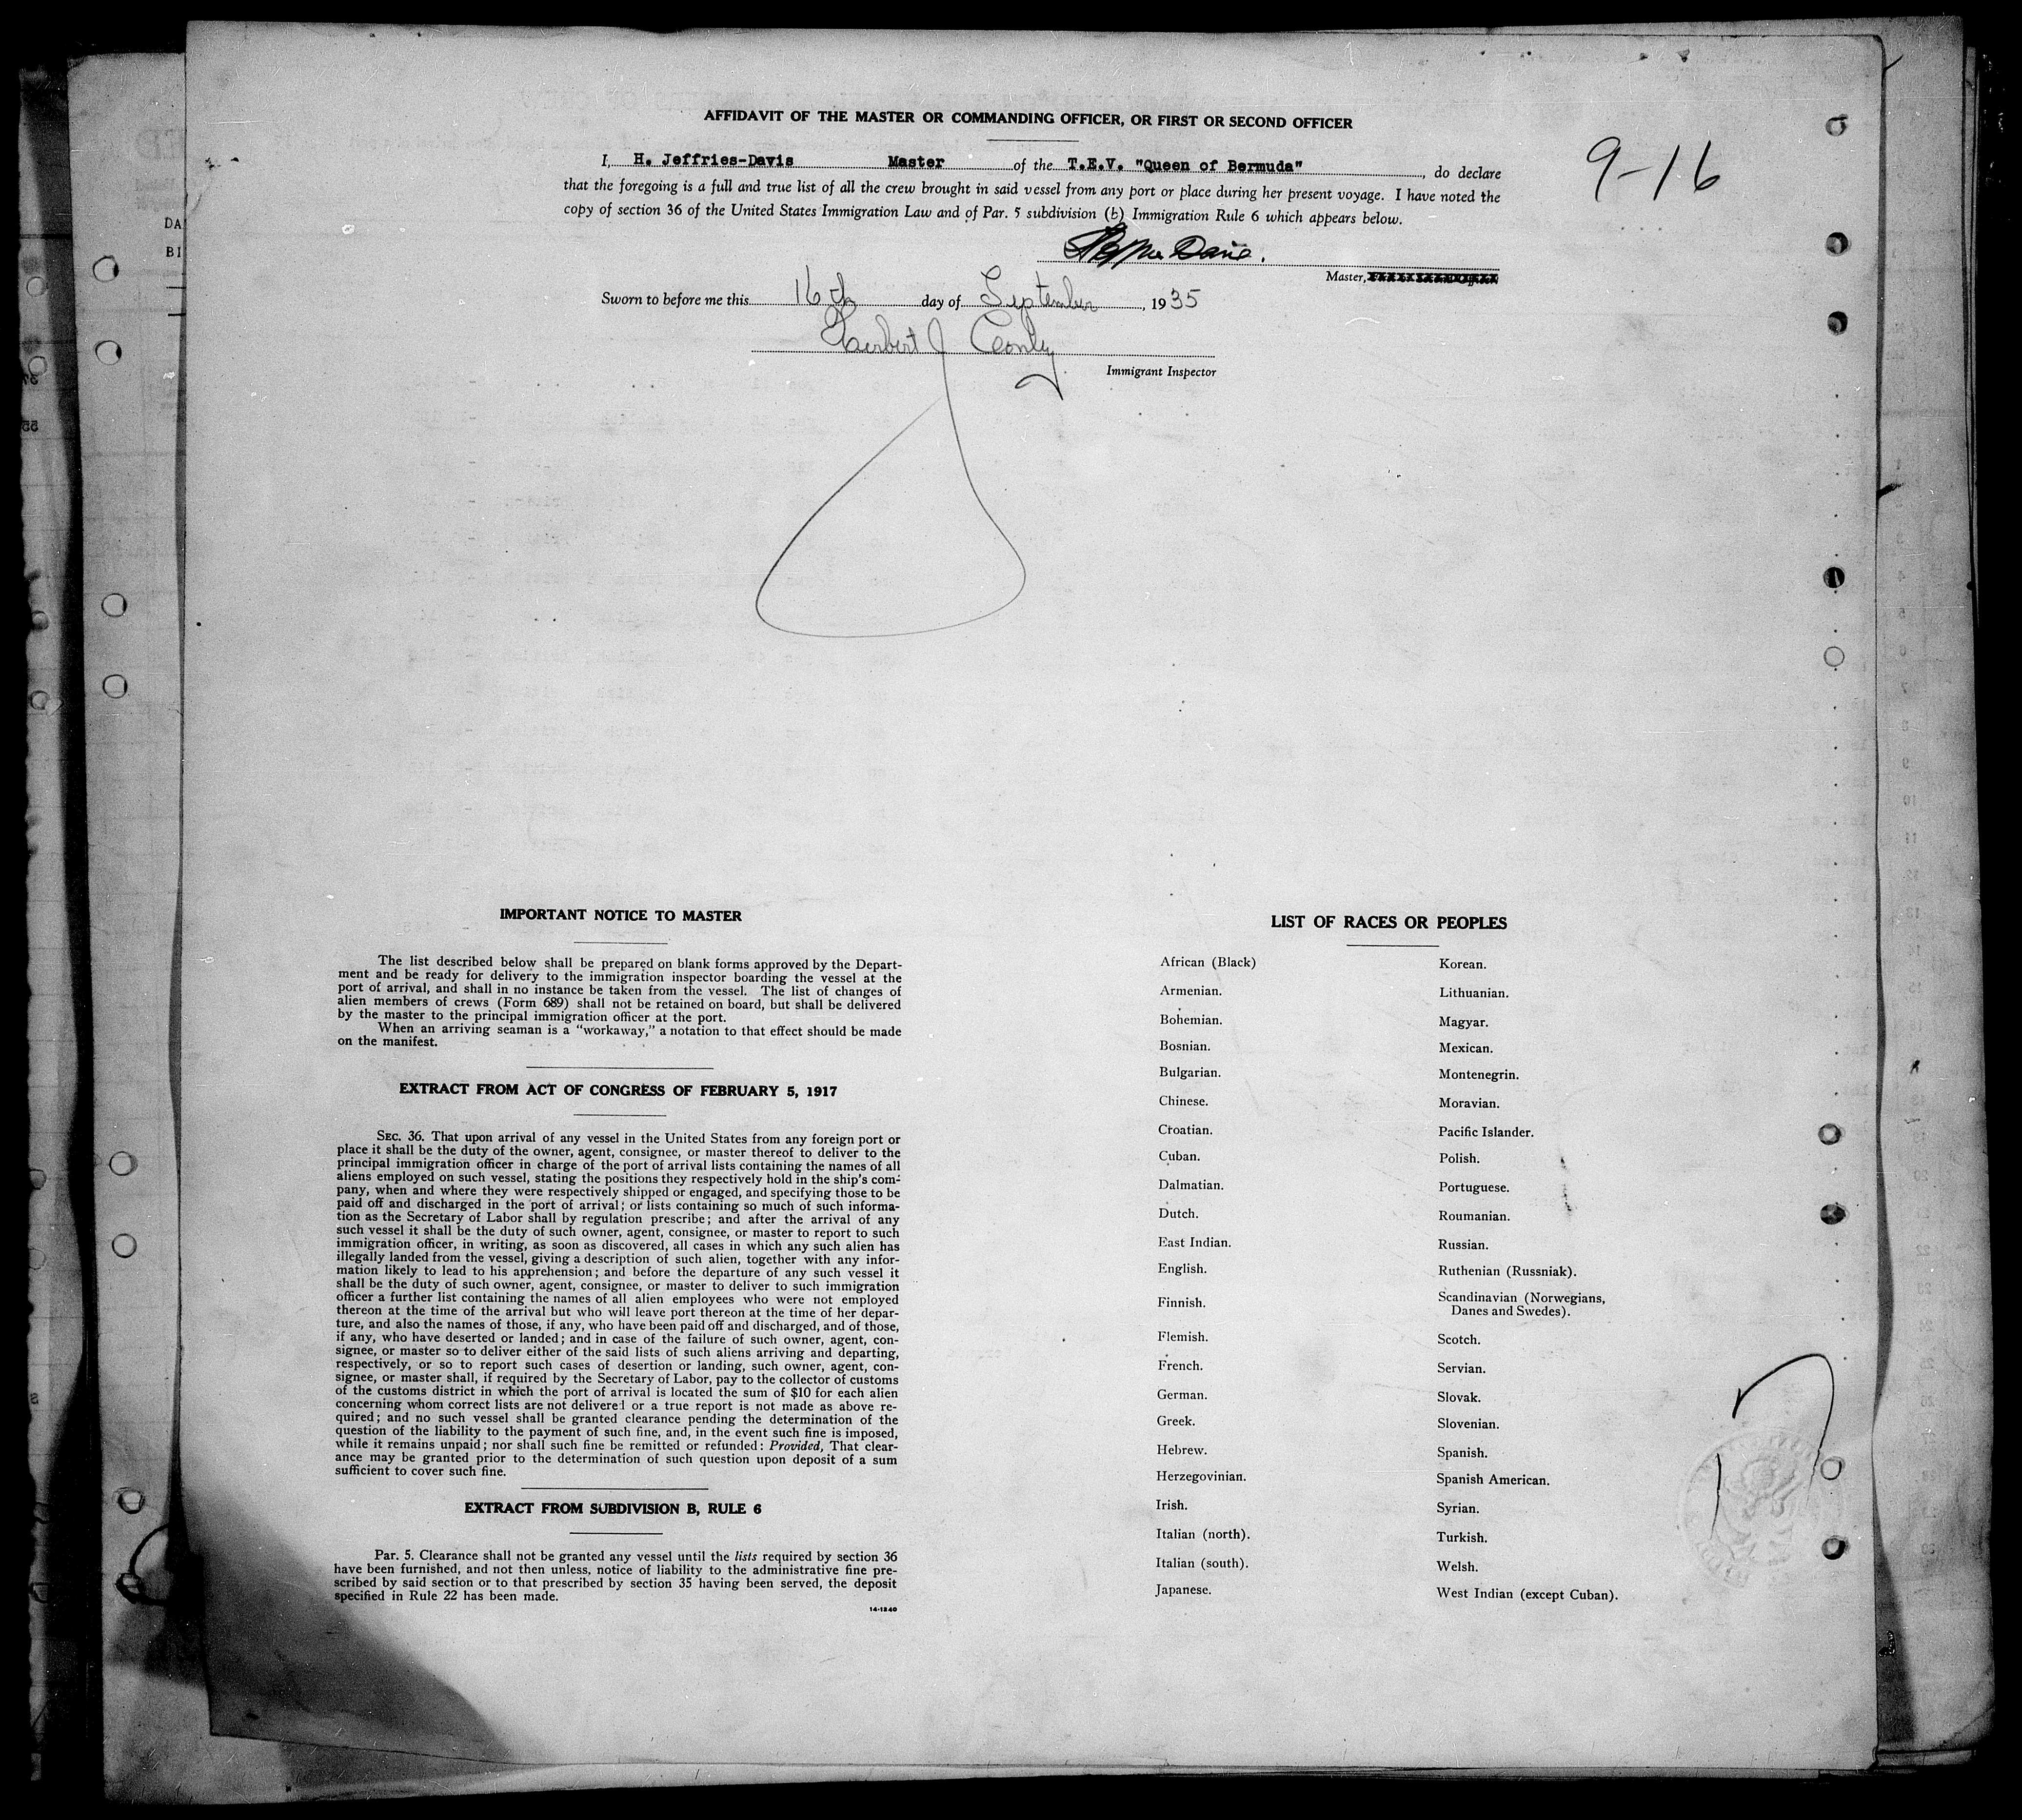 AFFIDAVIT OF THE MASTER OR COMMANDING OFFICER, OR FIRST OR SECOND OFFICER
9-16
I, H. Jeffries-Davis Master of the T.E.V. "Queen of Bermuda", do declare
that the foregoing is a full and true list of all the crew brought in said vessel from any port or place during her present voyage. I have noted the
copy of section 36 of the United States Immigration Law and of Par. 5 subdivision (b) Immigration Rule 6 which appears below.
Davis.
Master,
Sworn to before me this 16th day of September, 1935
Herbert J
Immigrant Inspector
IMPORTANT NOTICE TO MASTER
The list described below shall be prepared on blank forms approved by the Depart-
ment and be ready for delivery to the immigration inspector boarding the vessel at the
port of arrival, and shall in no instance be taken from the vessel. The list of changes of
alien members of crews (Form 689) shall not be retained on board, but shall be delivered
by the master to the principal immigration officer at the port.
When an arriving seaman is a "workaway," a notation to that effect should be made
on the manifest.
EXTRACT FROM ACT OF CONGRESS OF FEBRUARY 5, 1917
SEC. 36. That upon arrival of any vessel in the United States from any foreign port or
place it shall be the duty of the owner, agent, consignee, or master thereof to deliver to the
principal immigration officer in charge of the port of arrival lists containing the names of all
aliens employed on such vessel, stating the positions they respectively hold in the ship's com-
pany, when and where they were respectively shipped or engaged, and specifying those to be
paid off and discharged in the port of arrival; or lists containing so much of such informa-
tion as the Secretary of Labor shall by regulation prescribe; and after the arrival of any
such vessel it shall be the duty of such owner, agent, consignee, or master to report to such
immigration officer, in writing, as soon as discovered, all cases in which any such alien has
illegally landed from the vessel, giving a description of such alien, together with any infor-
mation likely to lead to his apprehension; and before the departure of any such vessel it
shall be the duty of such owner, agent, consignee, or master to deliver to such immigration
officer a further list containing the names of all alien employees who were not employed
thereon at the time of the arrival but who will leave port thereon at the time of her depar-
ture, and also the names of those, if any, who have been paid off and discharged, and of those,
if any, who have deserted or landed; and in case of the failure of such owner, agent, con-
signee, or master so to deliver either of the said lists of such aliens arriving and departing,
respectively, or so to report such cases of desertion or landing, such owner, agent, con-
signee, or master shall, if required by the Secretary of Labor, pay to the collector of customs
of the customs district in which the port of arrival is located the sum of $10 for each alien
concerning whom correct lists are not delivered or a true report is not made as above re-
quired; and no such vessel shall be granted clearance pending the determination of the
question of the liability to the payment of such fine, and, in the event such fine is imposed,
while it remains unpaid; nor shall such fine be remitted or refunded: Provided, That clear-
ance may be granted prior to the determination of such question upon deposit of a sum
sufficient to cover such fine.
EXTRACT FROM SUBDIVISION B, RULE 6
Par. 5. Clearance shall not be granted any vessel until the lists required by section 36
have been furnished, and not then unless, notice of liability to the administrative fine pre-
scribed by said section or to that prescribed by section 35 having been served, the deposit
specified in Rule 22 has been made.
14-1240
LIST OF RACES OR PEOPLES
African (Black)
Armenian.
Bohemian.
Bosnian.
Bulgarian.
Chinese.
Croatian.
Cuban.
Dalmatian.
Dutch.
East Indian.
English.
Finnish.
Flemish.
French.
German.
Greek.
Hebrew.
Herzegovinian.
Irish.
Italian (north).
Italian (south).
Japanese.
Korean.
Lithuanian.
Magyar.
Mexican.
Montenegrin.
Moravian.
Pacific Islander.
Polish.
Portuguese.
Roumanian.
Russian.
Ruthenian (Russniak).
Scandinavian (Norwegians,
Danes and Swedes).
Scotch.
Servian.
Slovak.
Slovenian.
Spanish.
Spanish American.
Syrian.
Turkish.
Welsh.
West Indian (except Cuban).